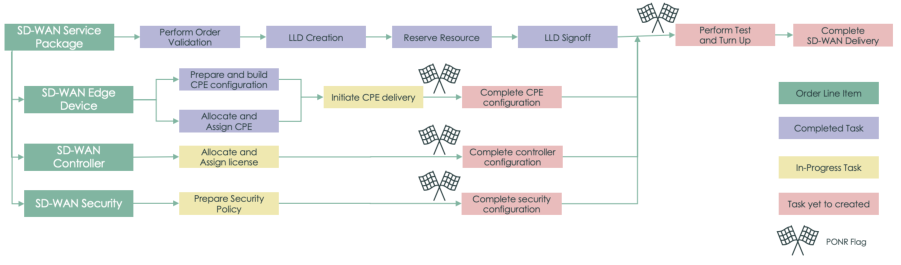 SD-WAN Service
Package
Perform Order
Validation
LLD Creation
Reserve Resource
LLD Signoff
Perform Test
and Turn Up
Complete
SD-WAN Delivery
SD-WAN Edge
Device
Prepare and build
CPE configuration
Allocate and
Assign CPE
Initiate CPE delivery
Complete CPE
configuration
SD-WAN
Controller
Allocate and
Assign license
Complete controller
configuration
SD-WAN Security
Prepare Security
Policy
Complete security
configuration
Order Line Item
Completed Task
In-Progress Task
Task yet to created
PONR Flag